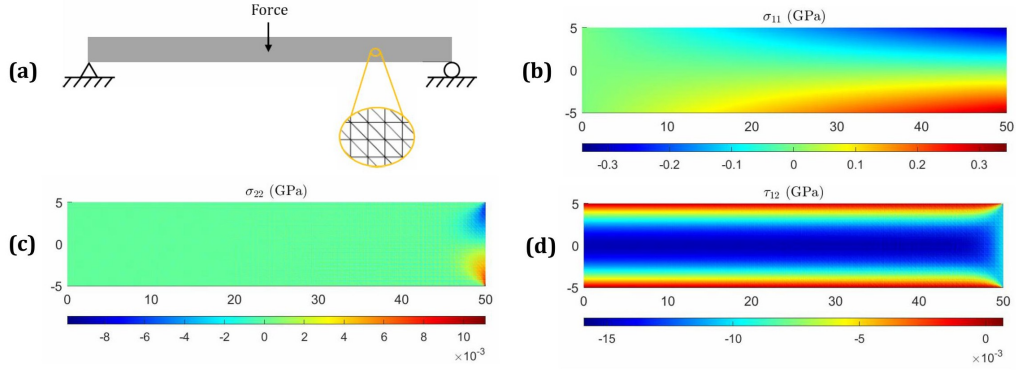 Force
(a)
(b)
σ₁₁ (GPa)
5
0
-5
0 10 20 30 40 50
-0.3 -0.2 -0.1 0 0.1 0.2 0.3
(c)
σ₂₂ (GPa)
5
0
-5
0 10 20 30 40 50
-8 -6 -4 -2 0 2 4 6 8 10
×10⁻³
(d)
τ₁₂ (GPa)
5
0
-5
0 10 20 30 40 50
-15 -10 -5 0
×10⁻³